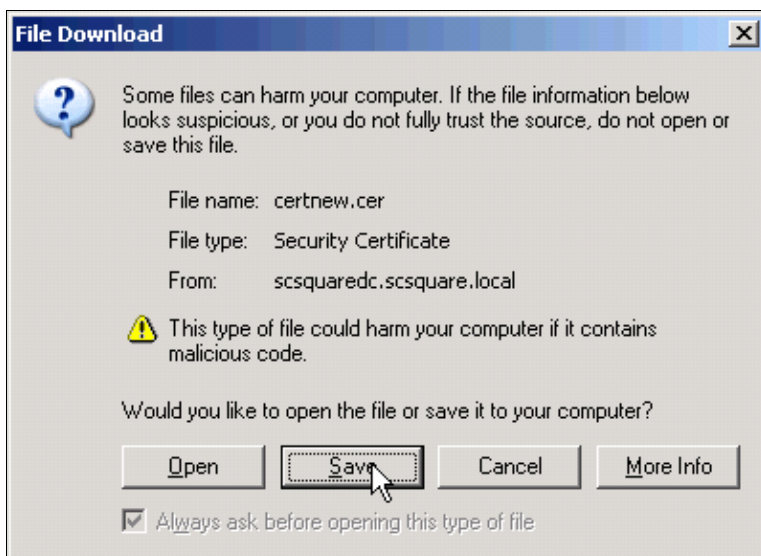 File Download
Some files can harm your computer. If the file information below
looks suspicious, or you do not fully trust the source, do not open or
save this file.
File name: certnew.cer
File type: Security Certificate
From: scsquaredc.scsquare.local
This type of file could harm your computer if it contains
malicious code.
Would you like to open the file or save it to your computer?
Open Save Cancel More Info
Always ask before opening this type of file